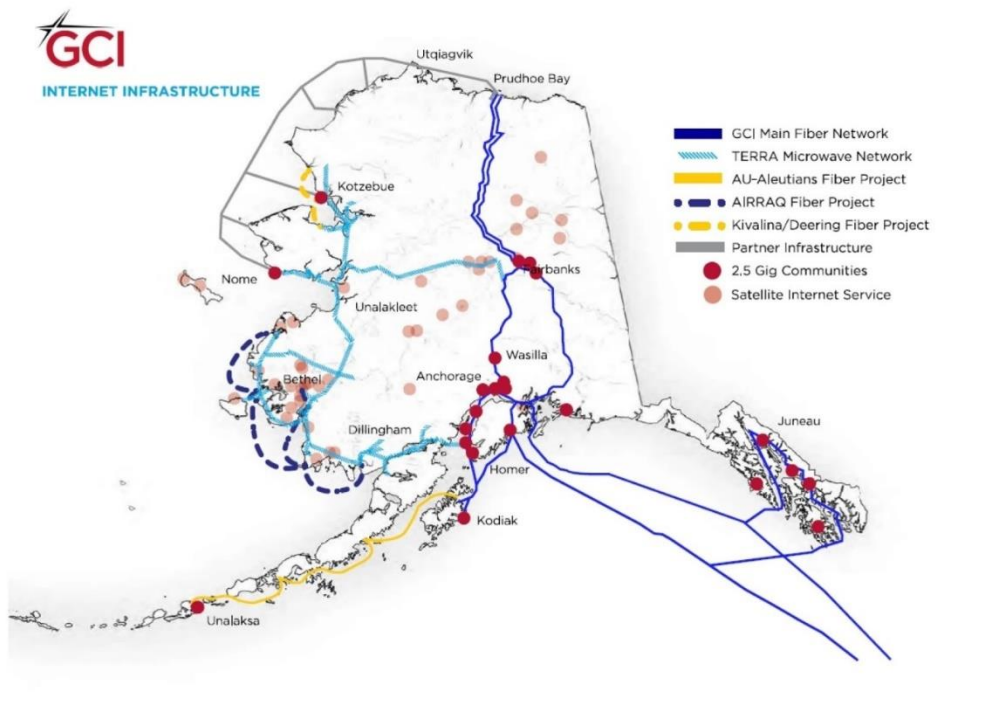 GCI
INTERNET INFRASTRUCTURE
Utqiagvik
Prudhoe Bay
GCI Main Fiber Network
TERRA Microwave Network
AU-Aleutians Fiber Project
AIRRAQ Fiber Project
Kivalina/Deering Fiber Project
Partner Infrastructure
2.5 Gig Communities
Satellite Internet Service
Kotzebue
Nome
Fairbanks
Unalakleet
Wasilla
Anchorage
Bethel
Dillingham
Juneau
Homer
Kodiak
Unalaksa